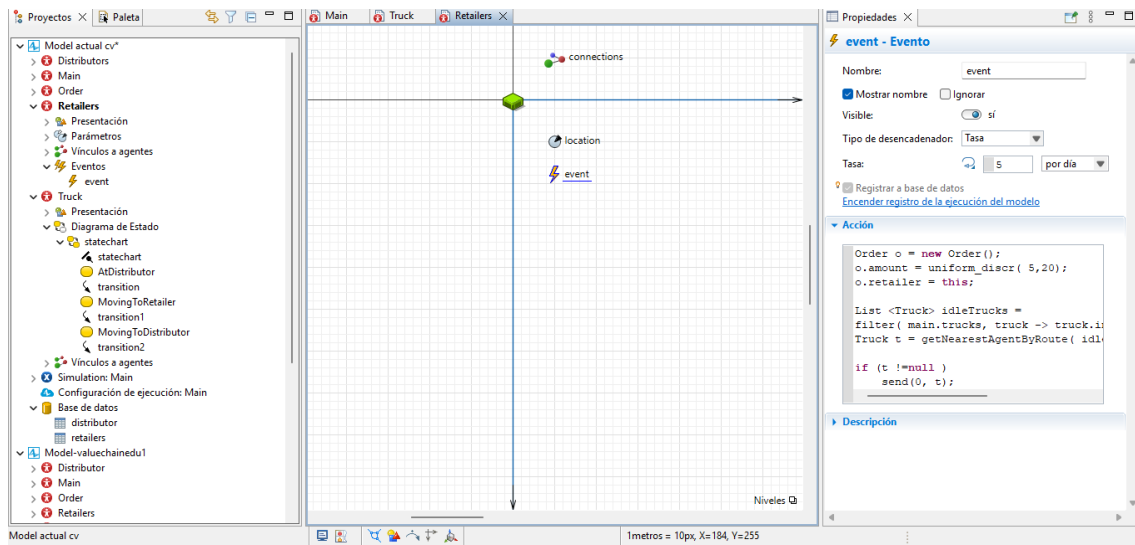 Proyectos
Paleta
Model actual cv*
Distributors
Main
Order
Retailers
Presentación
Parámetros
Vínculos a agentes
Eventos
event
Truck
Presentación
Diagrama de Estado
statechart
statechart
AtDistributor
transition
MovingToRetailer
transition1
MovingToDistributor
transition2
Vínculos a agentes
Simulation: Main
Configuración de ejecución: Main
Base de datos
distributor
retailers
Model-valuechainedu1
Distributor
Main
Order
Retailers
Main
Truck
Retailers
connections
location
event
Niveles
Propiedades
event - Evento
Nombre: event
Mostrar nombre Ignorar
Visible: sí
Tipo de desencadenador: Tasa
Tasa: 5 por día
Registrar a base de datos
Encender registro de la ejecución del modelo
Acción
Order o = new Order();
o.amount = uniform_discr( 5,20);
o.retailer = this;
List <Truck> idleTrucks =
filter( main.trucks, truck -> truck.i
Truck t = getNearestAgentByRoute( idl
if (t !=null )
send(0, t);
Descripción
Model actual cv
1metros = 10px, X=184, Y=255